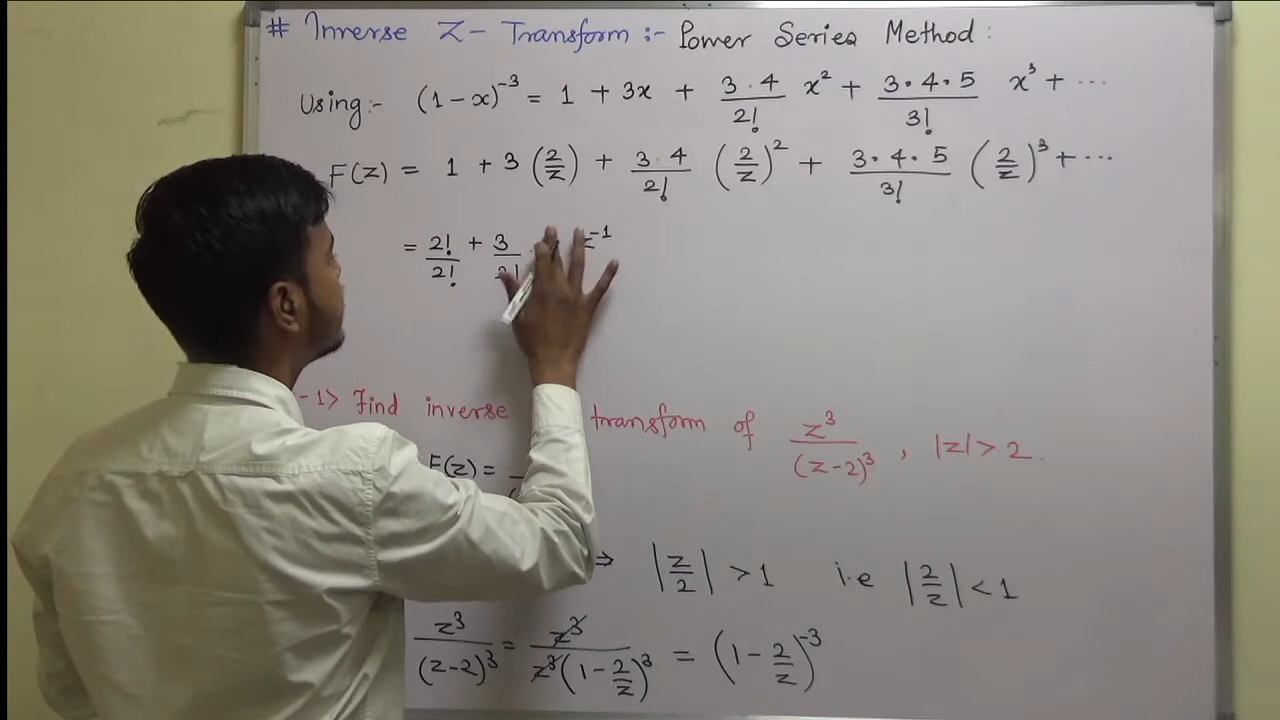 # Inverse Z- Transform :- Power Series Method :
Using :- (1-x)^-3 = 1 + 3x + 3·4/2! x^2 + 3·4·5/3! x^3 + ...
F(z) = 1 + 3 (2/z) + 3·4/2! (2/z)^2 + 3·4·5/3! (2/z)^3 + ...
= 2!/2! + 3/2! z^-1
-1> Find inverse transform of z^3/(z-2)^3 , |z| > 2 .
F(z) =
⇒ |z/2| > 1 i.e |2/z| < 1
z^3/(z-2)^3 = z^3/z^3(1-2/z)^3 = (1-2/z)^-3